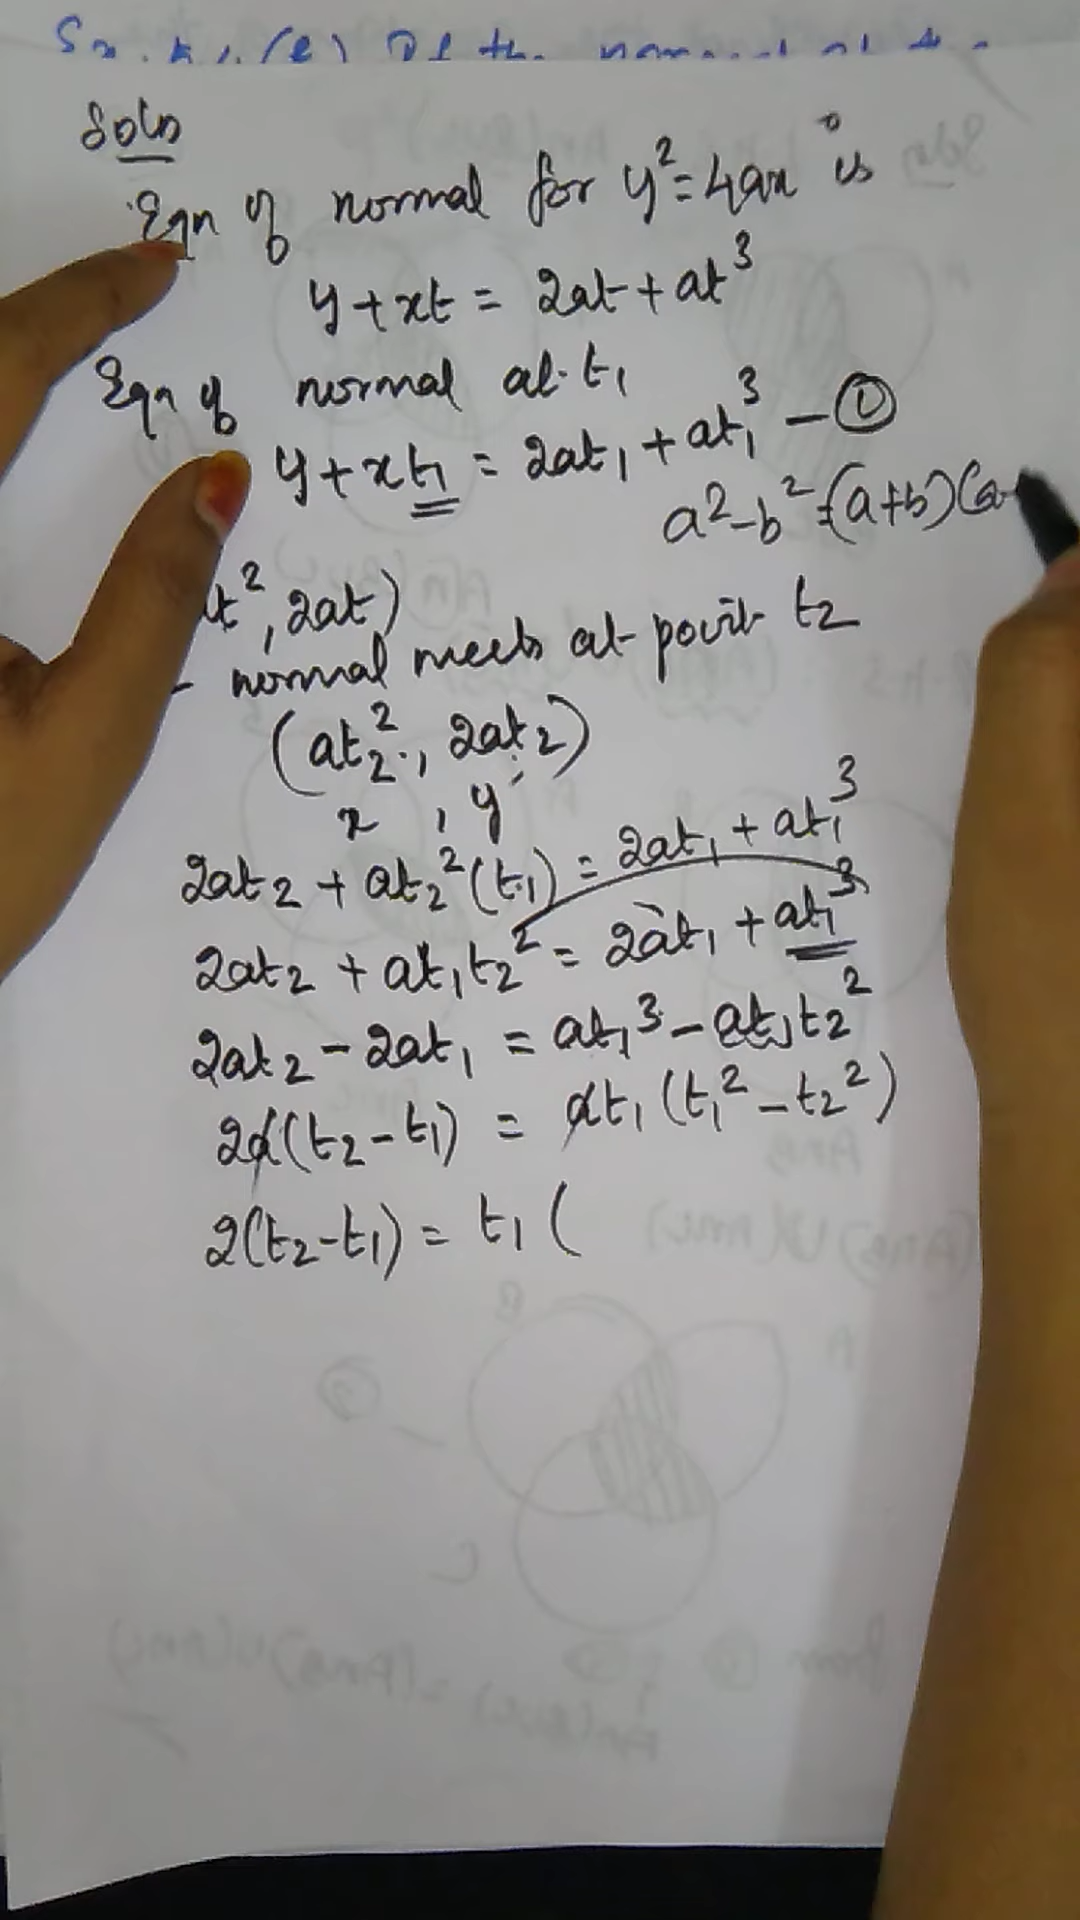 Soln
Eqn of normal for y²=4ax is
y+xt = 2at+at³
Eqn of normal at t₁
y+xt₁ = 2at₁+at₁³ - ①
a²-b²=(a+b)(a-
t², 2at)
normal meets at point t₂
(at₂², 2at₂)
x , y
2at₂ + at₂²(t₁) = 2at₁ + at₁³
2at₂ + at₁t₂² = 2at₁ + at₁³
2at₂ - 2at₁ = at₁³ - at₁t₂²
2a(t₂-t₁) = at₁(t₁²-t₂²)
2(t₂-t₁) = t₁(